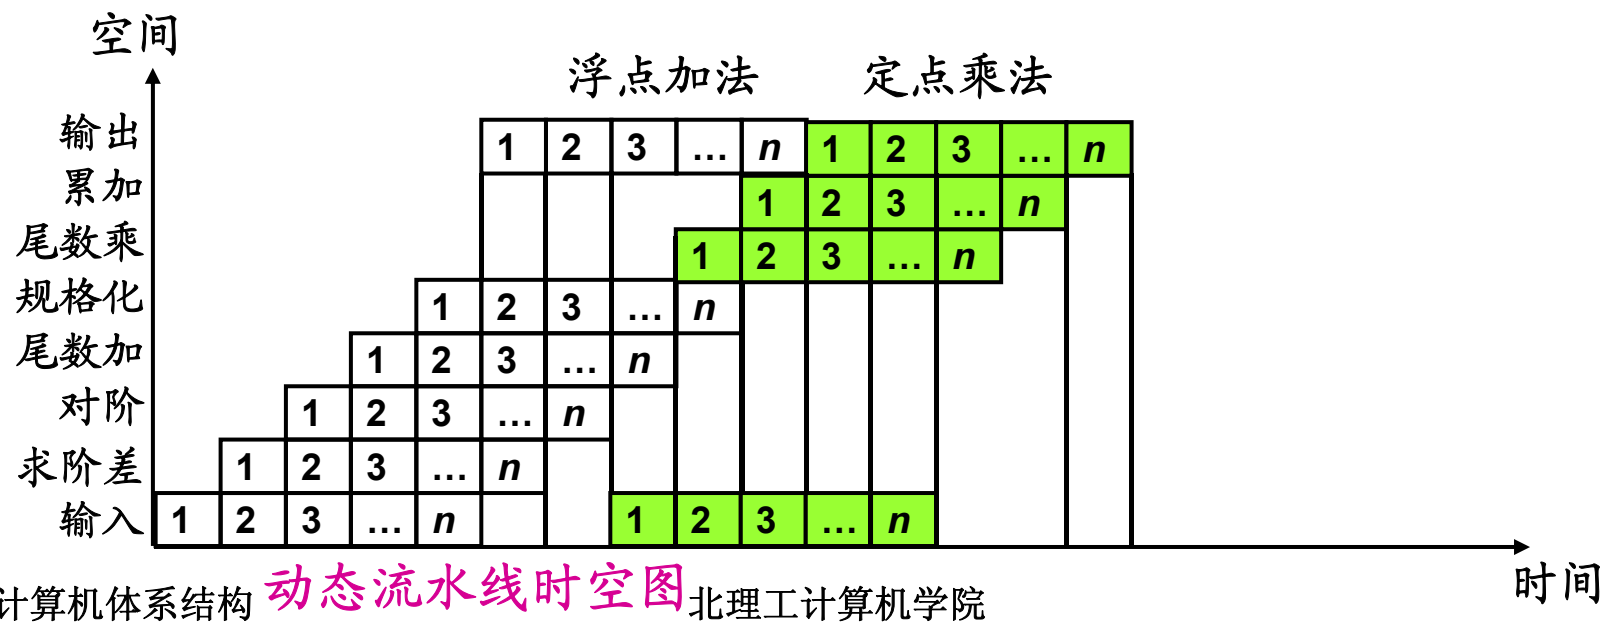 空间
浮点加法 定点乘法
输出 1 2 3 … n 1 2 3 … n
累加 1 2 3 … n
尾数乘 1 2 3 … n
规格化 1 2 3 … n
尾数加 1 2 3 … n
对阶 1 2 3 … n
求阶差 1 2 3 … n
输入 1 2 3 … n 1 2 3 … n
时间
计算机体系结构 动态流水线时空图 北理工计算机学院